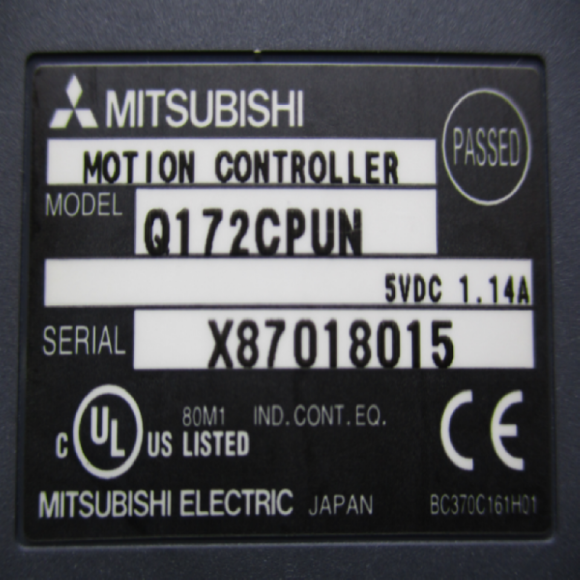 MITSUBISHI
PASSED
MOTION CONTROLLER
MODEL Q172CPUN
5VDC 1.14A
SERIAL X87018015
C UL US LISTED 80M1 IND.CONT.EQ. CE
MITSUBISHI ELECTRIC JAPAN BC370C161H01